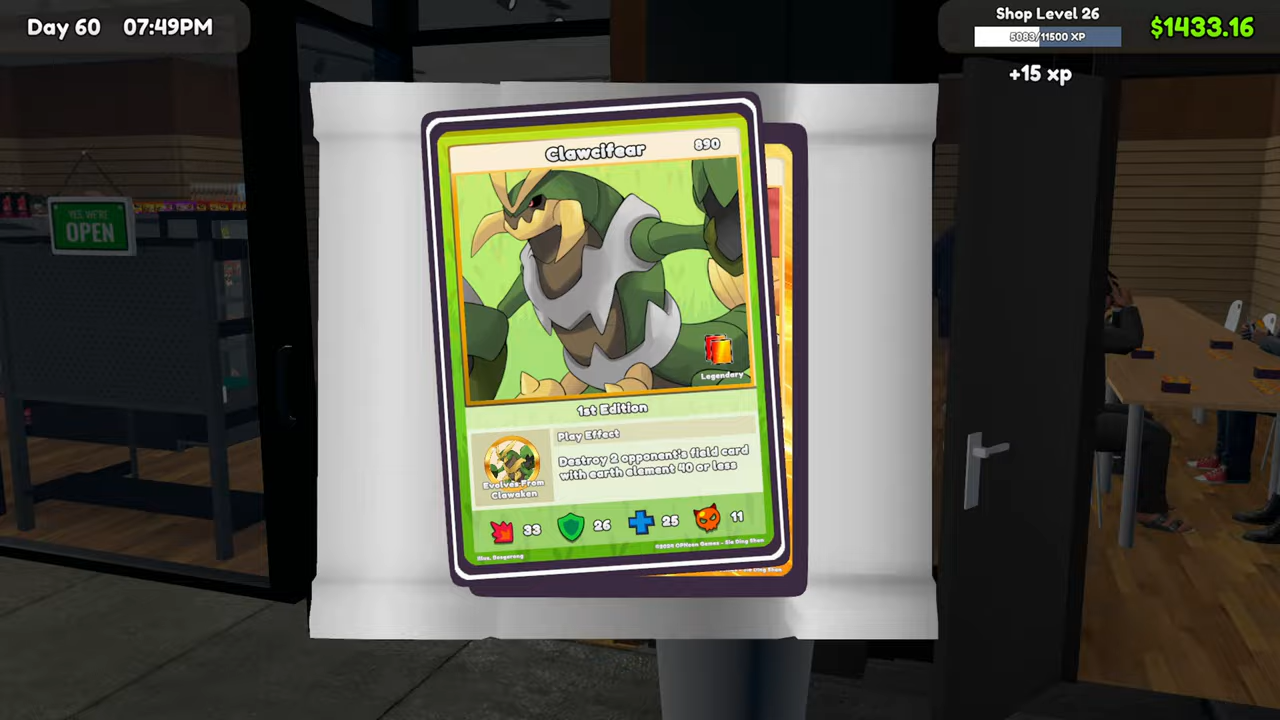 Day 60 07:49PM
Shop Level 26
5083/11500 XP
$1433.16
+15 xp
YES WE'RE
OPEN
Clawcifear 890
Legendary
1st Edition
Play Effect
Destroy 2 opponent's field card
with earth element 40 or less
Evolves From
Clawaken
33 26 25 11